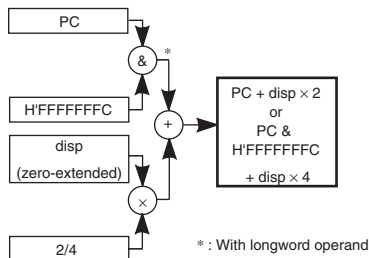 PC
&
*
H'FFFFFFFC
+
disp
(zero-extended)
×
2/4
PC + disp × 2
or
PC &
H'FFFFFFFC
+ disp × 4
* : With longword operand